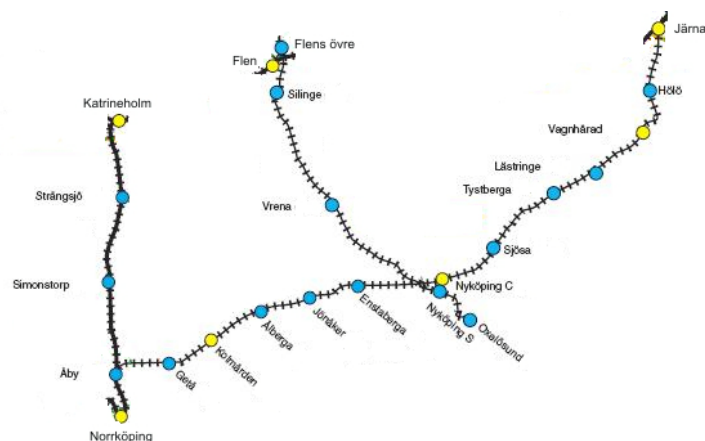 Järna
Flens övre
Flen
Hölö
Silinge
Katrineholm
Vagnhärad
Lästringe
Tystberga
Strångsjö
Vrena
Sjösa
Simonstorp
Nyköping C
Enstaberga
Nyköping S
Jönåker
Oxelösund
Ålberga
Kolmården
Getå
Åby
Norrköping